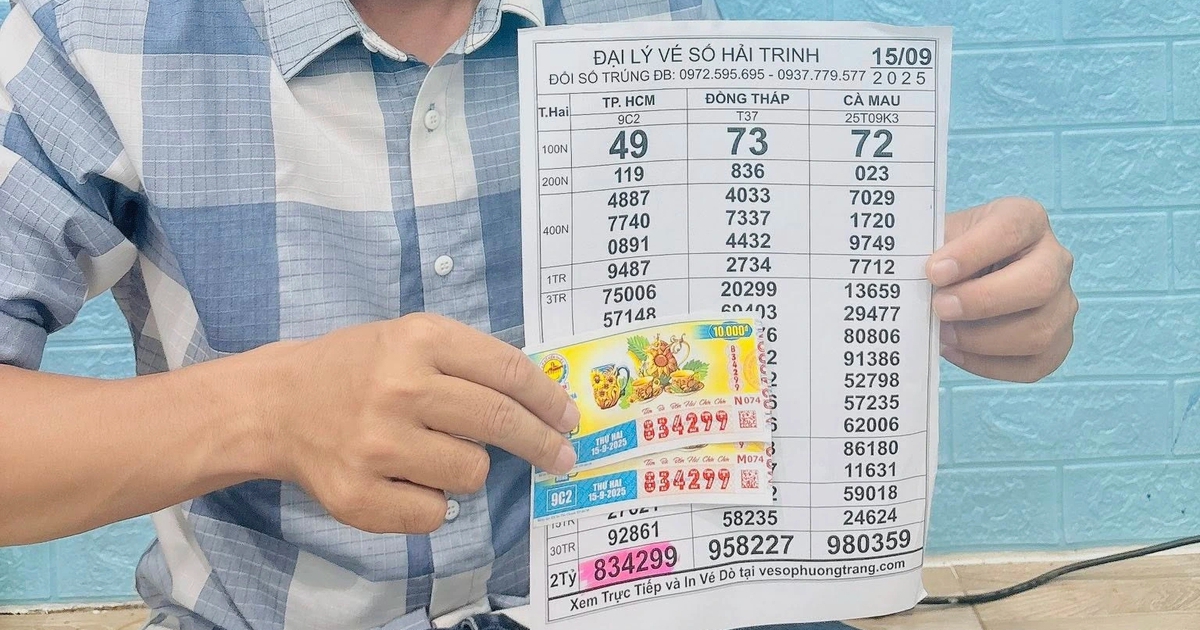 ĐẠI LÝ VÉ SỐ HẢI TRINH 15/09
ĐỔI SỐ TRÚNG ĐB: 0972.595.695 - 0937.779.577 2025
T.Hai TP. HCM ĐỒNG THÁP CÀ MAU
9C2 T37 25T09K3
100N 49 73 72
200N 119 836 023
4887 4033 7029
400N 7740 7337 1720
0891 4432 9749
1TR 9487 2734 7712
3TR 75006 20299 13659
57148 29477
80806
91386
52798
57235
62006
86180
11631
59018
58235 24624
30TR 92861
2Tỷ 834299 958227 980359
Xem Trực Tiếp và In Vé Dò tại vesophuongtrang.com
10.000đ
834299
N074
THỨ HAI
15-9-2025
834299
M074
9C2
THỨ HAI
15-9-2025
834299